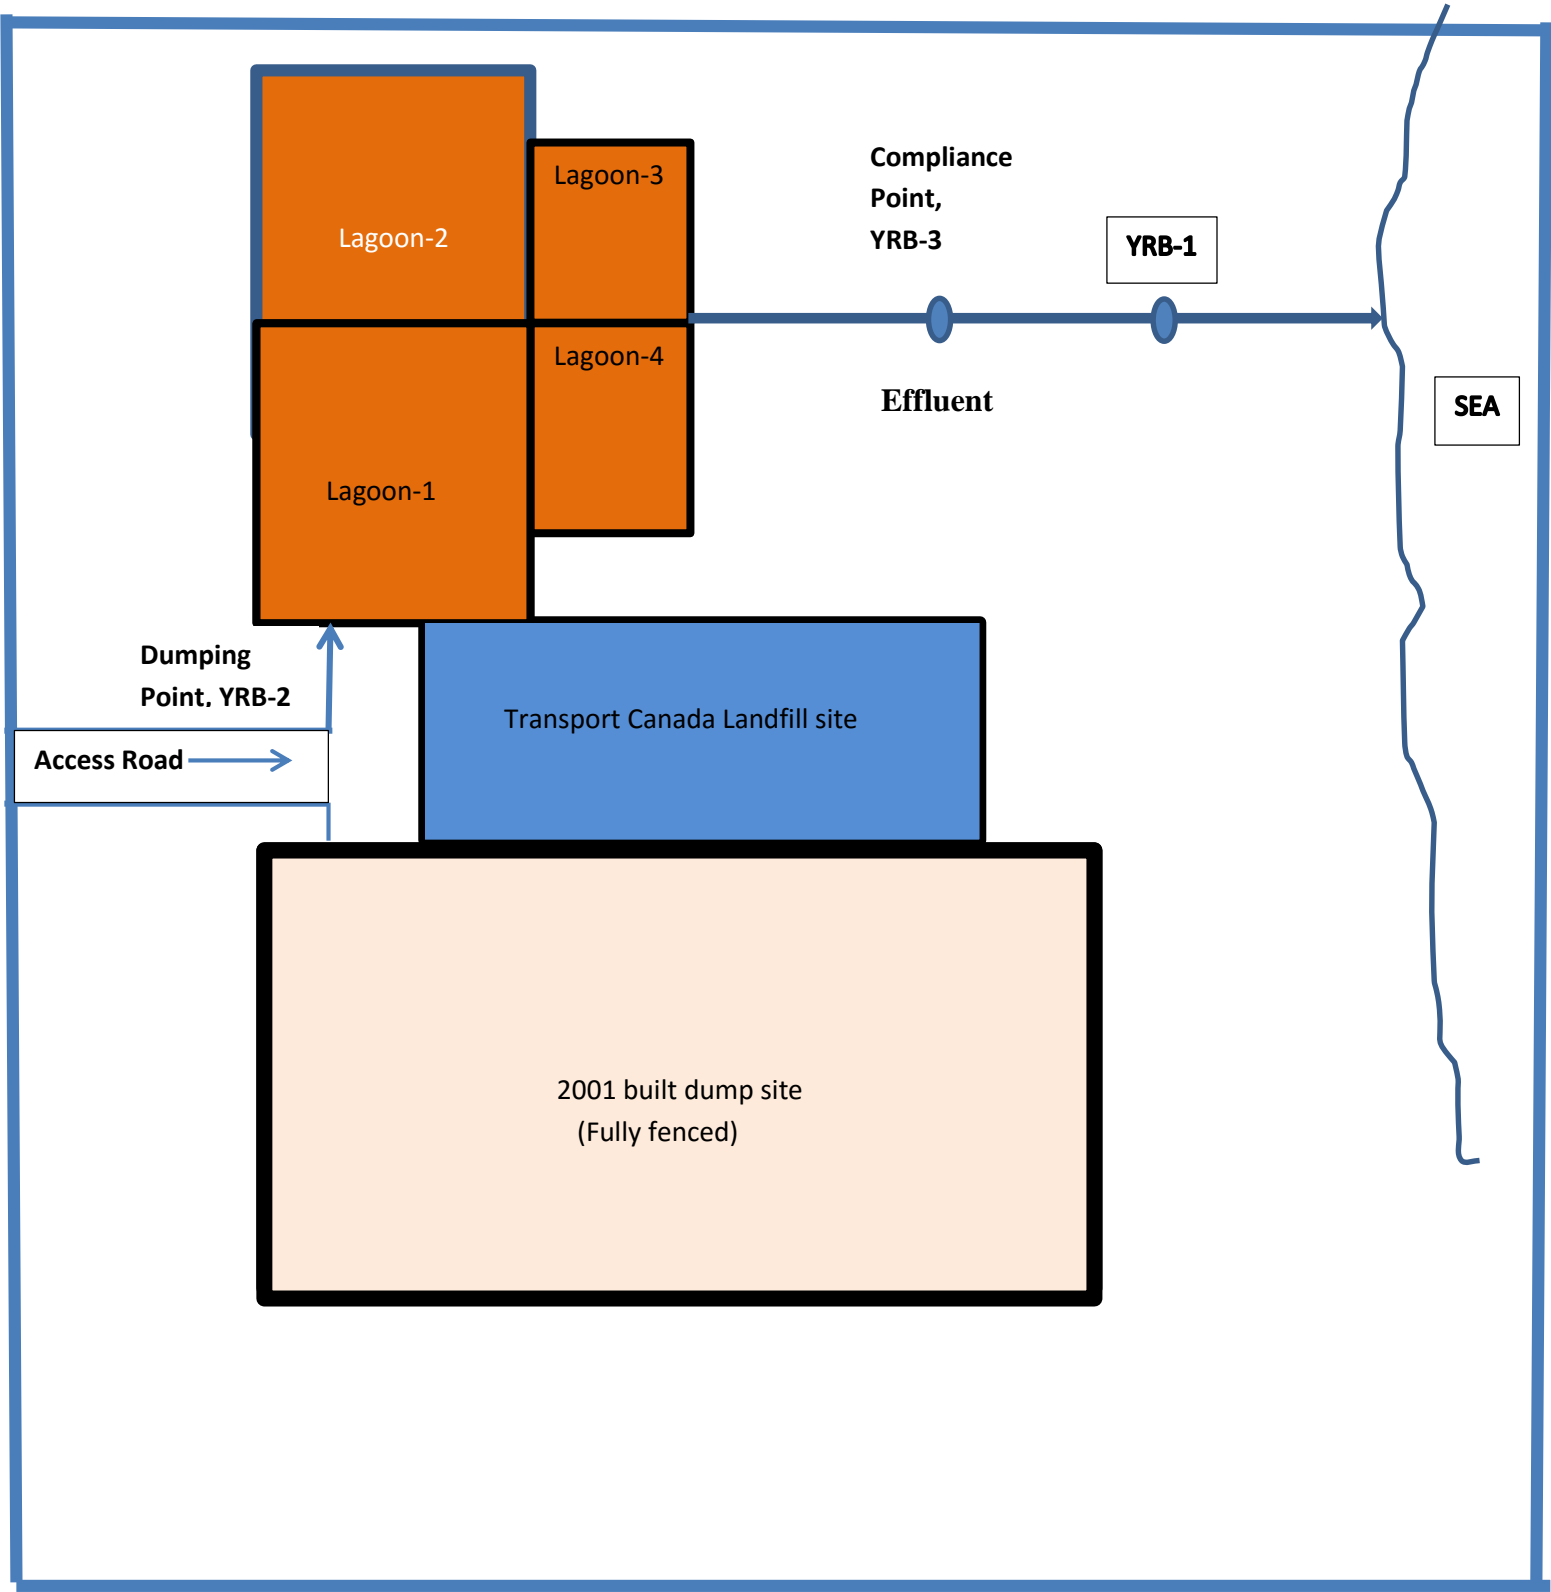 Lagoon-3
Compliance
Point,
YRB-3
Lagoon-2
YRB-1
Lagoon-4
Effluent
SEA
Lagoon-1
Dumping
Point, YRB-2
Transport Canada Landfill site
Access Road
2001 built dump site
(Fully fenced)